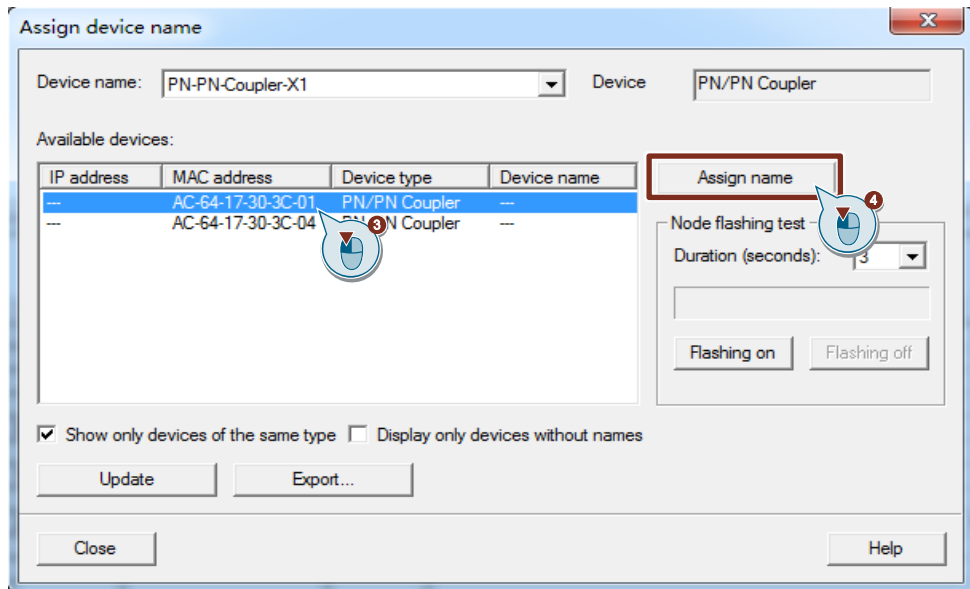 Assign device name
X
Device name: PN-PN-Coupler-X1 Device PN/PN Coupler
Available devices:
IP address MAC address Device type Device name
--- AC-64-17-30-3C-01 PN/PN Coupler ---
--- AC-64-17-30-3C-04 N Coupler ---
3
Assign name
4
Node flashing test
Duration (seconds): 3
Flashing on Flashing off
Show only devices of the same type Display only devices without names
Update Export...
Close Help